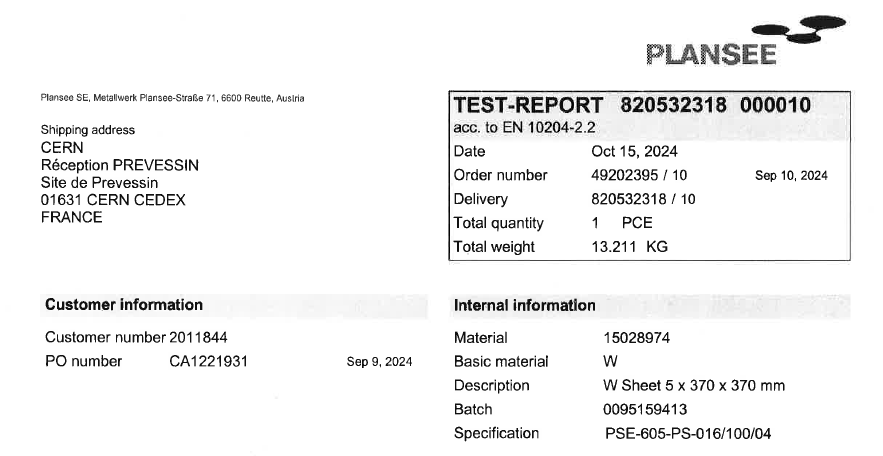 PLANSEE
Plansee SE, Metallwerk Plansee-Straße 71, 6600 Reutte, Austria
Shipping address
CERN
Réception PREVESSIN
Site de Prevessin
01631 CERN CEDEX
FRANCE
TEST-REPORT 820532318 000010
acc. to EN 10204-2.2
Date Oct 15, 2024
Order number 49202395 / 10 Sep 10, 2024
Delivery 820532318 / 10
Total quantity 1 PCE
Total weight 13.211 KG
Customer information
Customer number 2011844
PO number CA1221931 Sep 9, 2024
Internal information
Material 15028974
Basic material W
Description W Sheet 5 x 370 x 370 mm
Batch 0095159413
Specification PSE-605-PS-016/100/04